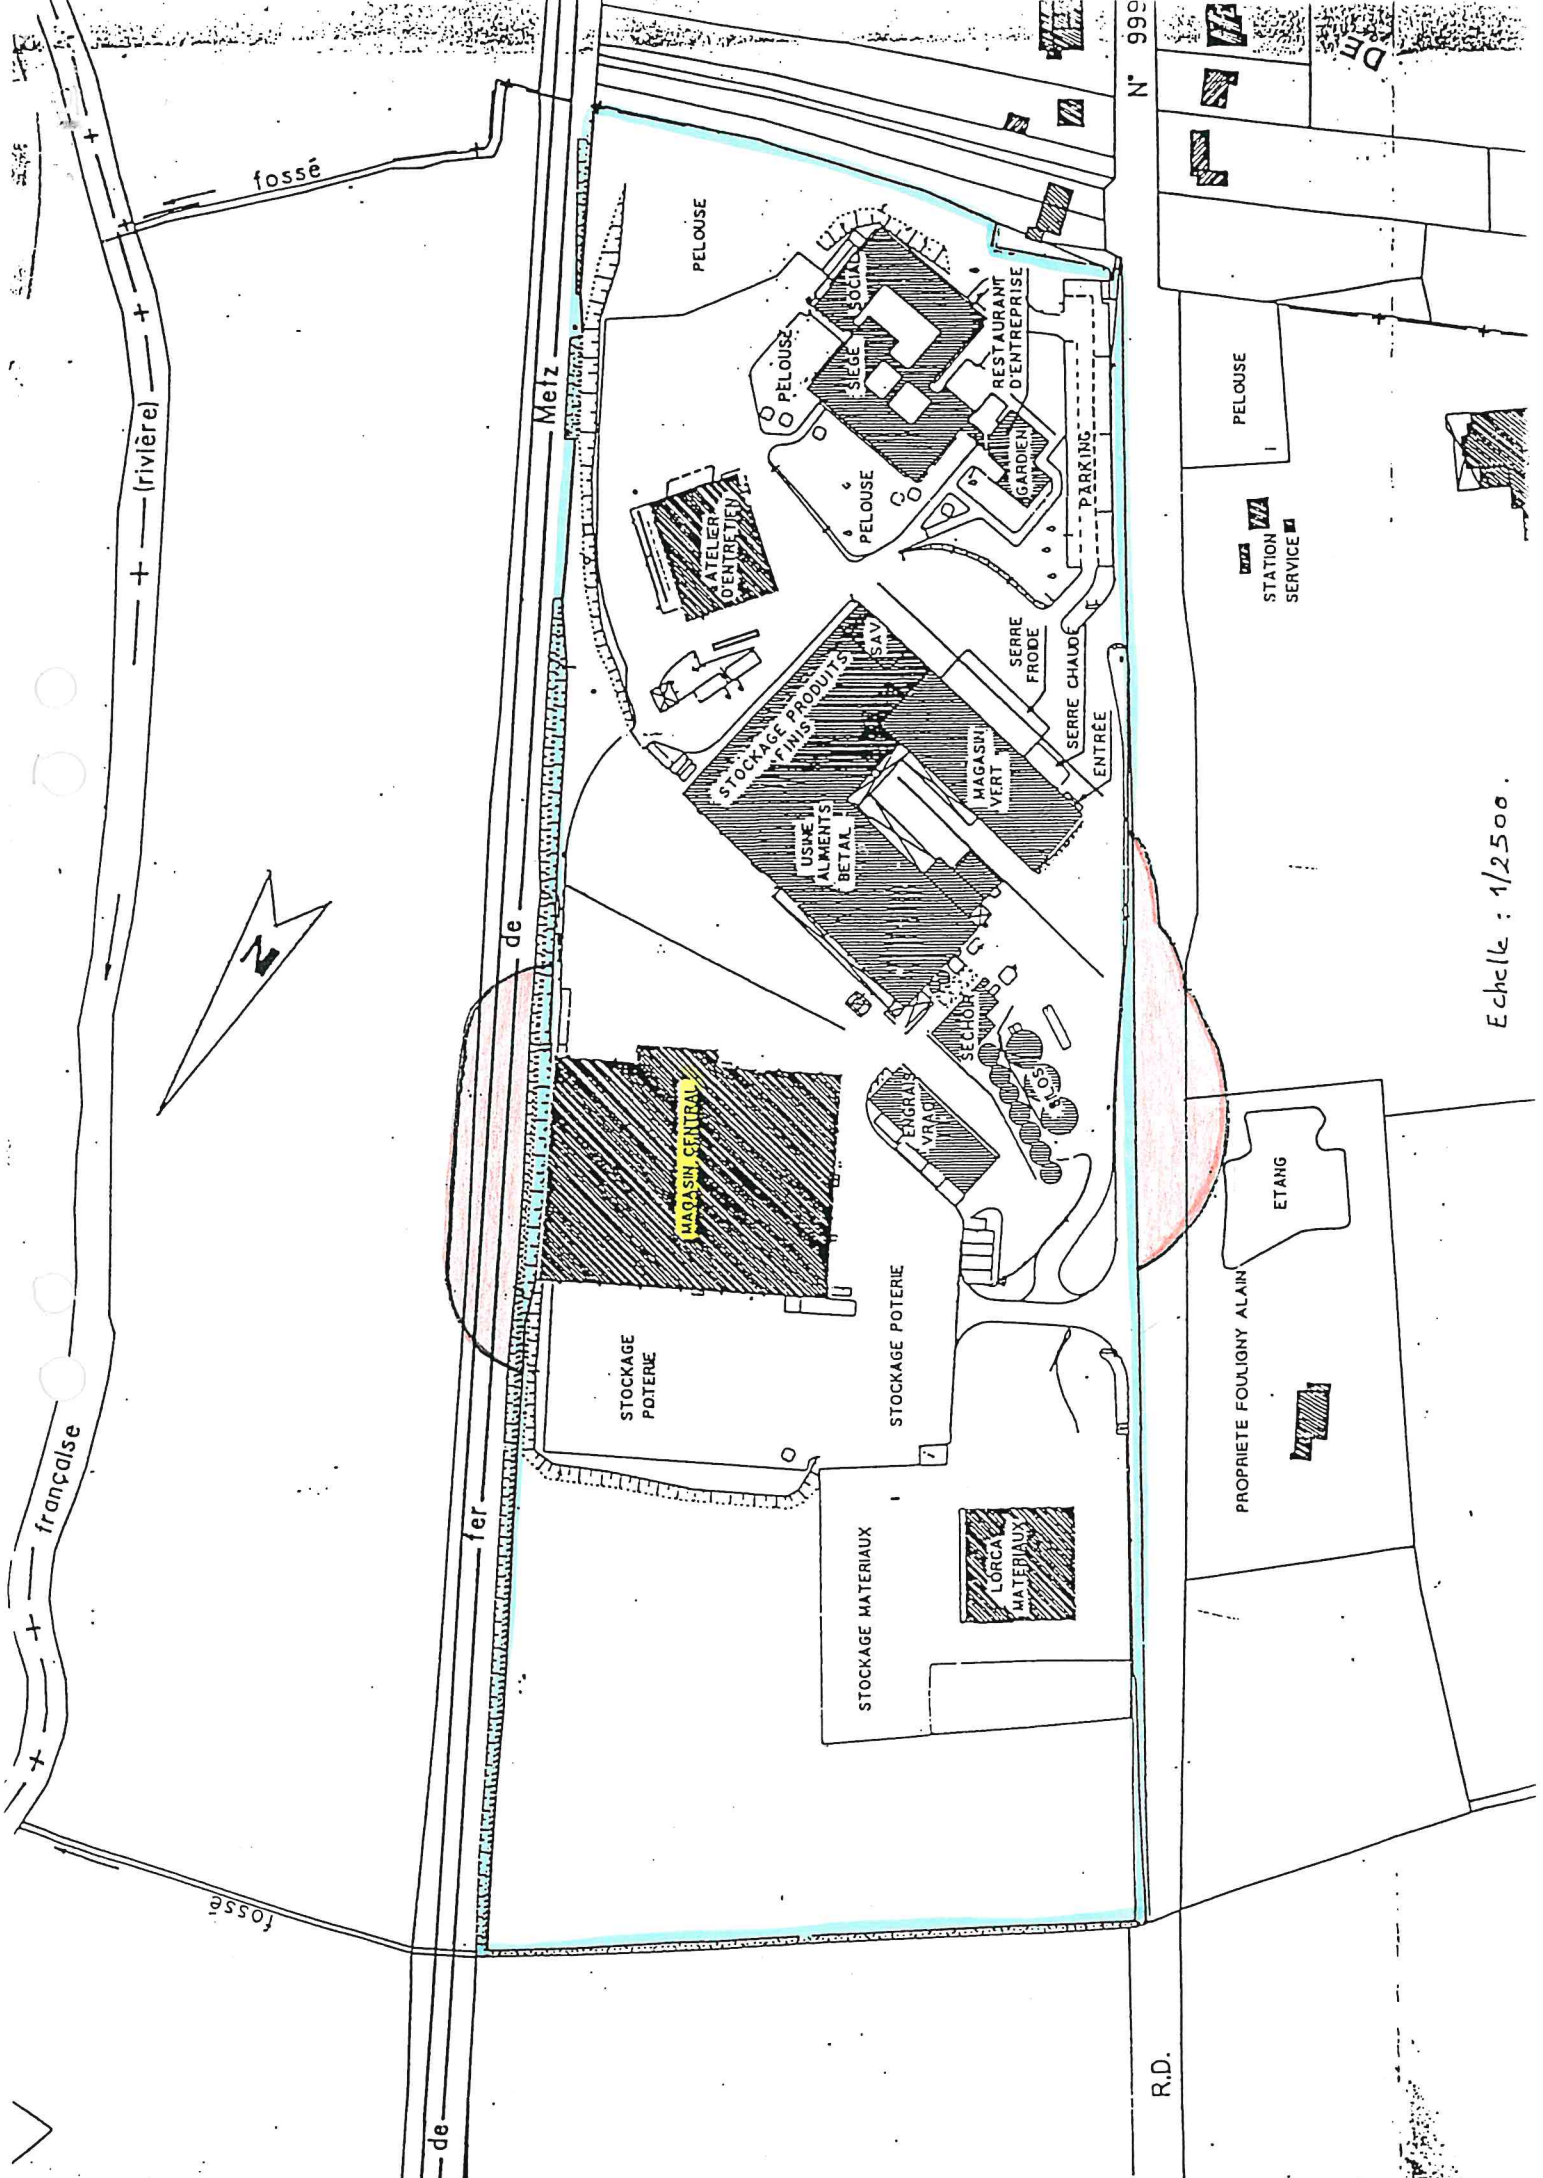 DE
N° 999
fossé
(rivière)
Metz
PELOUSE
SIEGE SOCIAL
PELOUSE
RESTAURANT
D'ENTREPRISE
GARDIEN
PARKING
PELOUSE
PELOUSE
ATELIER
D'ENTRETIEN
STATION
SERVICE
SAV
STOCKAGE PRODUITS
FINIS
SERRE
FROIDE
SERRE CHAUDE
ENTRÉE
MAGASIN
VERT
USINE
ALIMENTS
BETAIL
N
de
SECHOIR
SILOS
ENGRAIS
VRAC
MAGASIN CENTRAL
Echelle : 1/2500.
ETANG
PROPRIETE FOULIGNY ALAIN
STOCKAGE
POTERIE
STOCKAGE POTERIE
française
fer
LORCA
MATERIAUX
STOCKAGE MATERIAUX
fossé
de
R.D.